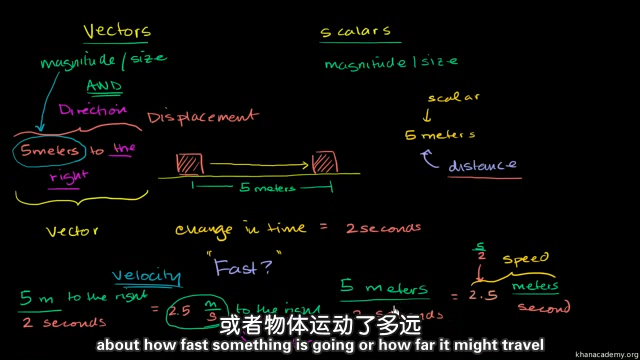 Vectors
scalars
magnitude/size
magnitude/size
AND
Direction
Displacement
scalar
5 meters
5 meters to the
right
distance
5 meters
vector
change in time = 2 seconds
"Fast?"
velocity
5 m to the right
2 seconds
= 2.5 m
s
to the right
5 meters
seconds
= 2.5 meters
second
5
2
speed
或者物体运动了多远
about how fast something is going or how far it might travel
khanacademy.org